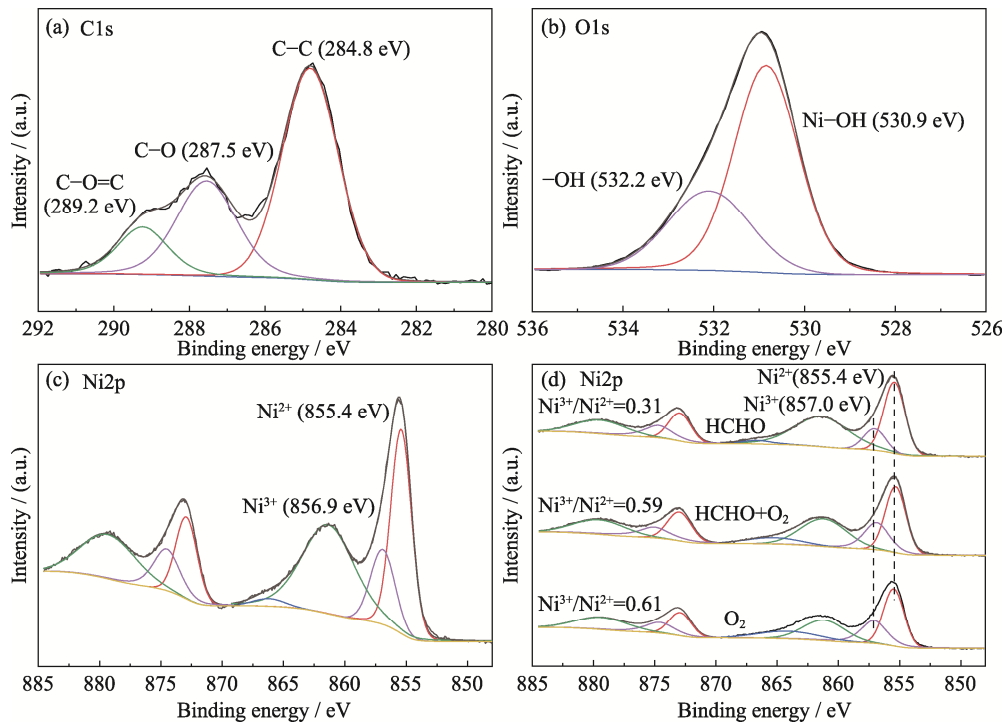 (a) C1s
C−C (284.8 eV)
C−O (287.5 eV)
C−O=C
(289.2 eV)
Intensity / (a.u.)
292 290 288 286 284 282 280
Binding energy / eV
(b) O1s
Ni−OH (530.9 eV)
−OH (532.2 eV)
Intensity / (a.u.)
536 534 532 530 528 526
Binding energy / eV
(c) Ni2p
Ni²⁺ (855.4 eV)
Ni³⁺ (856.9 eV)
Intensity / (a.u.)
885 880 875 870 865 860 855 850
Binding energy / eV
(d) Ni2p
Ni²⁺(855.4 eV)
Ni³⁺/Ni²⁺=0.31
Ni³⁺(857.0 eV)
HCHO
Ni³⁺/Ni²⁺=0.59
HCHO+O₂
Ni³⁺/Ni²⁺=0.61
O₂
Intensity / (a.u.)
885 880 875 870 865 860 855 850
Binding energy / eV